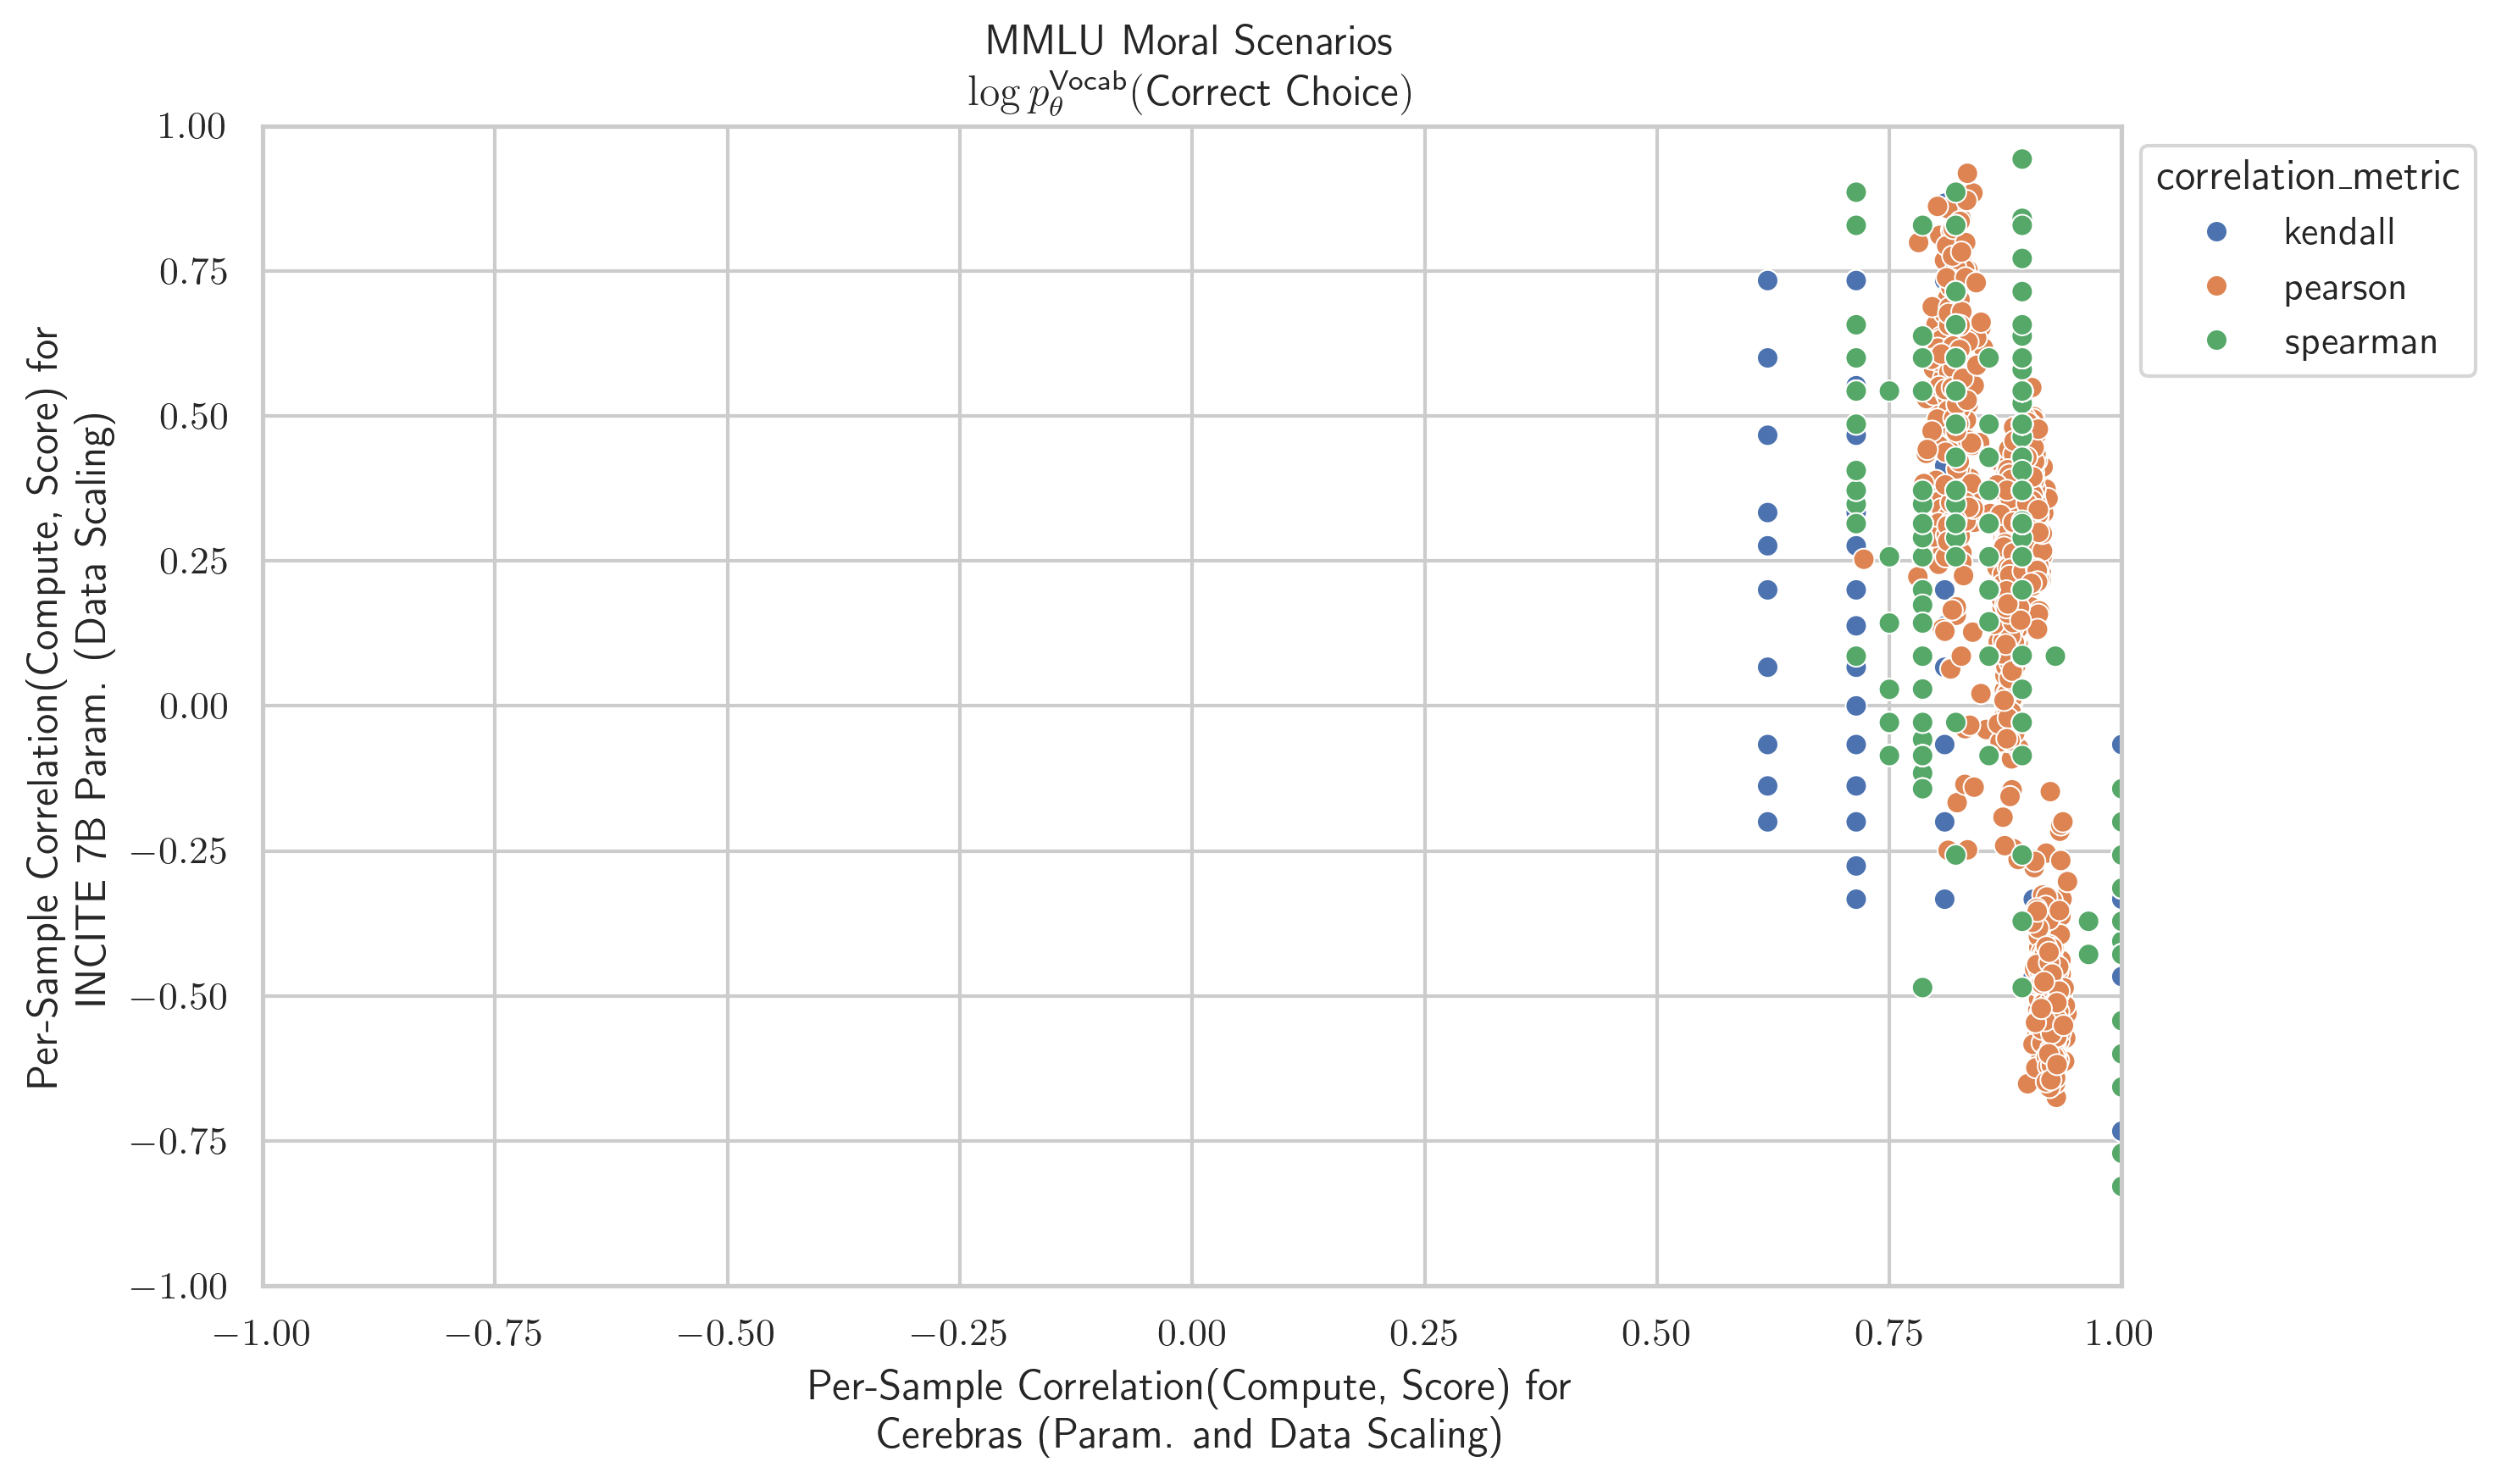 MMLU Moral Scenarios
log p_θ^Vocab(Correct Choice)
1.00
0.75
0.50
0.25
0.00
−0.25
−0.50
−0.75
−1.00
Per-Sample Correlation(Compute, Score) for
INCITE 7B Param. (Data Scaling)
correlation_metric
kendall
pearson
spearman
−1.00 −0.75 −0.50 −0.25 0.00 0.25 0.50 0.75 1.00
Per-Sample Correlation(Compute, Score) for
Cerebras (Param. and Data Scaling)